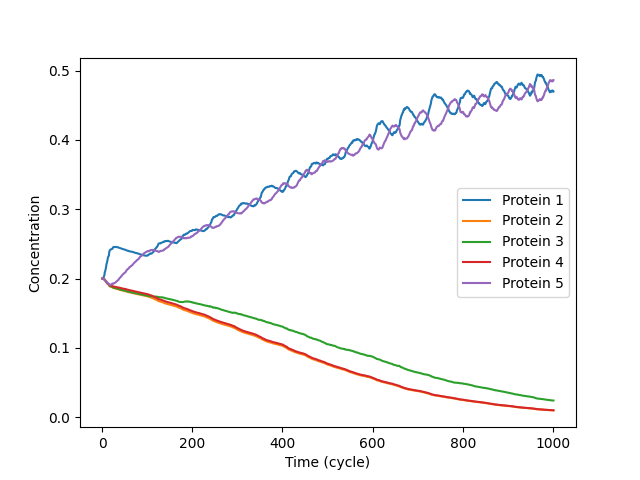 0.5
0.4
0.3
0.2
0.1
0.0
Concentration
Protein 1
Protein 2
Protein 3
Protein 4
Protein 5
0 200 400 600 800 1000
Time (cycle)